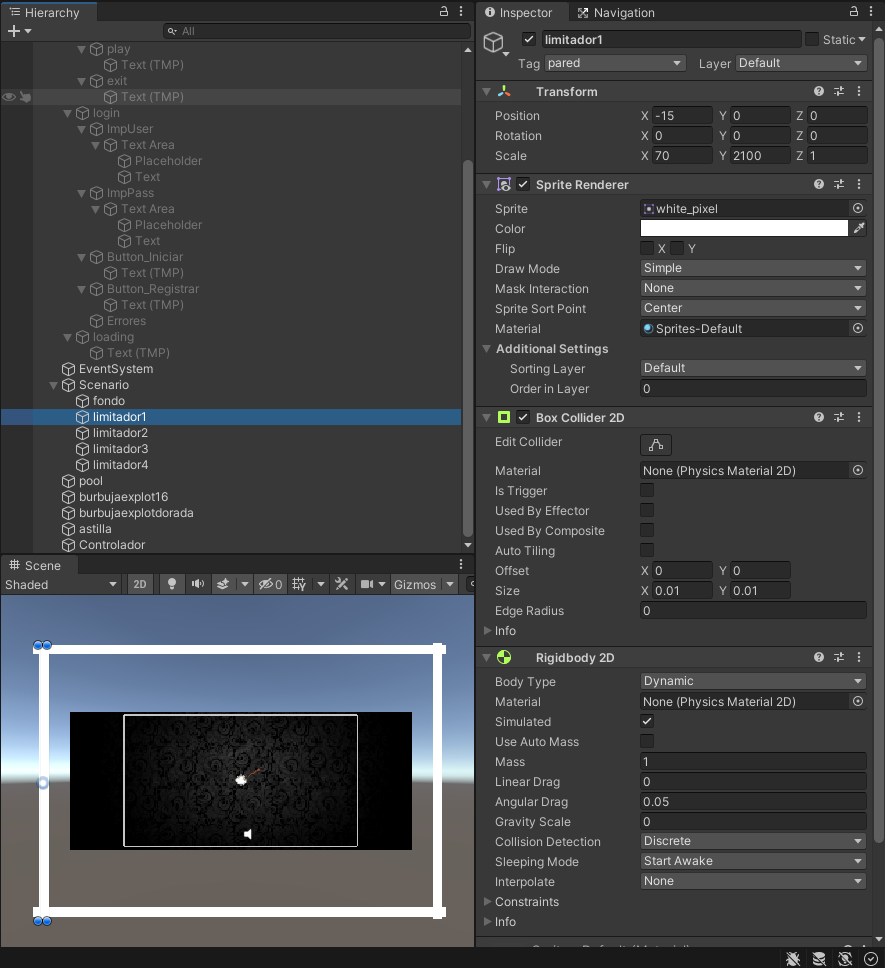 Hierarchy
All
play
Text (TMP)
exit
Text (TMP)
login
ImpUser
Text Area
Placeholder
Text
ImpPass
Text Area
Placeholder
Text
Button_Iniciar
Text (TMP)
Button_Registrar
Text (TMP)
Errores
loading
Text (TMP)
EventSystem
Scenario
fondo
limitador1
limitador2
limitador3
limitador4
pool
burbujaexplot16
burbujaexplotdorada
astilla
Controlador
Scene
Shaded 2D 0 Gizmos
Inspector Navigation
limitador1 Static
Tag pared Layer Default
Transform
Position X -15 Y 0 Z 0
Rotation X 0 Y 0 Z 0
Scale X 70 Y 2100 Z 1
Sprite Renderer
Sprite white_pixel
Color
Flip X Y
Draw Mode Simple
Mask Interaction None
Sprite Sort Point Center
Material Sprites-Default
Additional Settings
Sorting Layer Default
Order in Layer 0
Box Collider 2D
Edit Collider
Material None (Physics Material 2D)
Is Trigger
Used By Effector
Used By Composite
Auto Tiling
Offset X 0 Y 0
Size X 0.01 Y 0.01
Edge Radius 0
Info
Rigidbody 2D
Body Type Dynamic
Material None (Physics Material 2D)
Simulated
Use Auto Mass
Mass 1
Linear Drag 0
Angular Drag 0.05
Gravity Scale 0
Collision Detection Discrete
Sleeping Mode Start Awake
Interpolate None
Constraints
Info